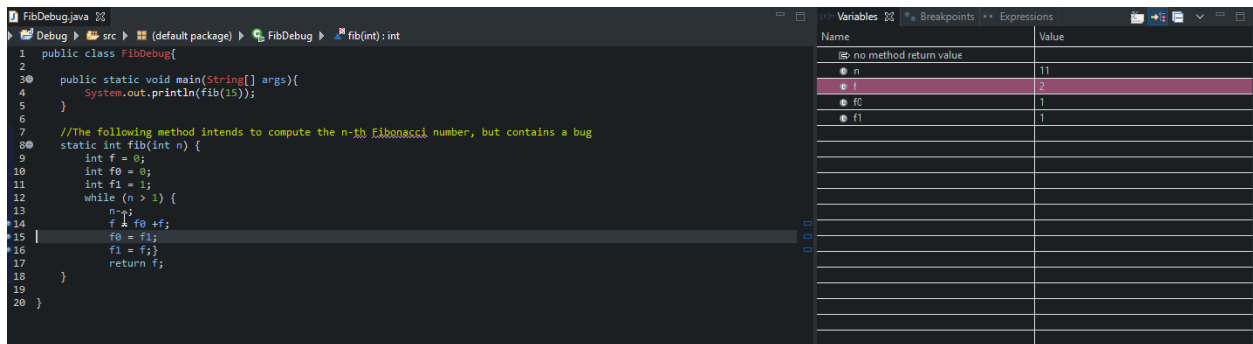 FibDebug.java
Debug src (default package) FibDebug fib(int) : int
1 public class FibDebug{
2
3 public static void main(String[] args){
4 System.out.println(fib(15));
5 }
6
7 //The following method intends to compute the n-th Fibonacci number, but contains a bug
8 static int fib(int n) {
9 int f = 0;
10 int f0 = 0;
11 int f1 = 1;
12 while (n > 1) {
13 n--;
14 f = f0 +f;
15 f0 = f1;
16 f1 = f;}
17 return f;
18 }
19
20 }
(x)= Variables Breakpoints Expressions
Name Value
no method return value
n 11
f 2
f0 1
f1 1